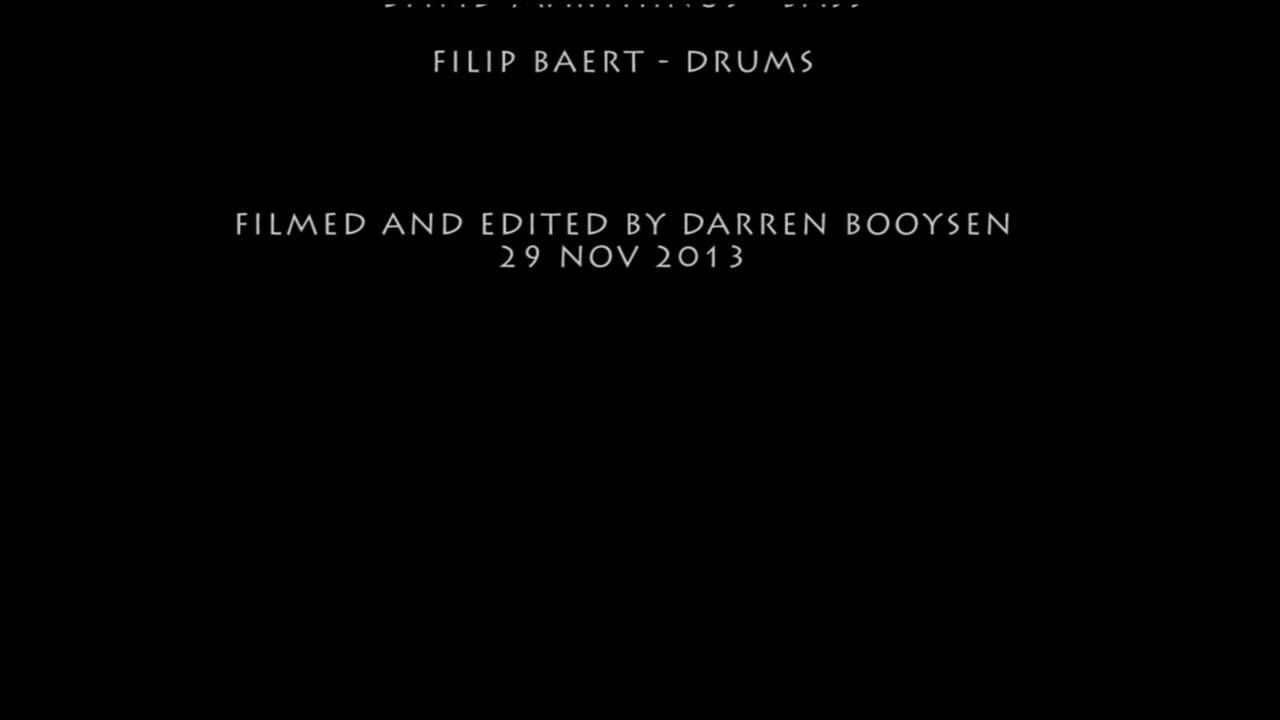 FILIP BAERT - DRUMS
FILMED AND EDITED BY DARREN BOOYSEN
29 NOV 2013